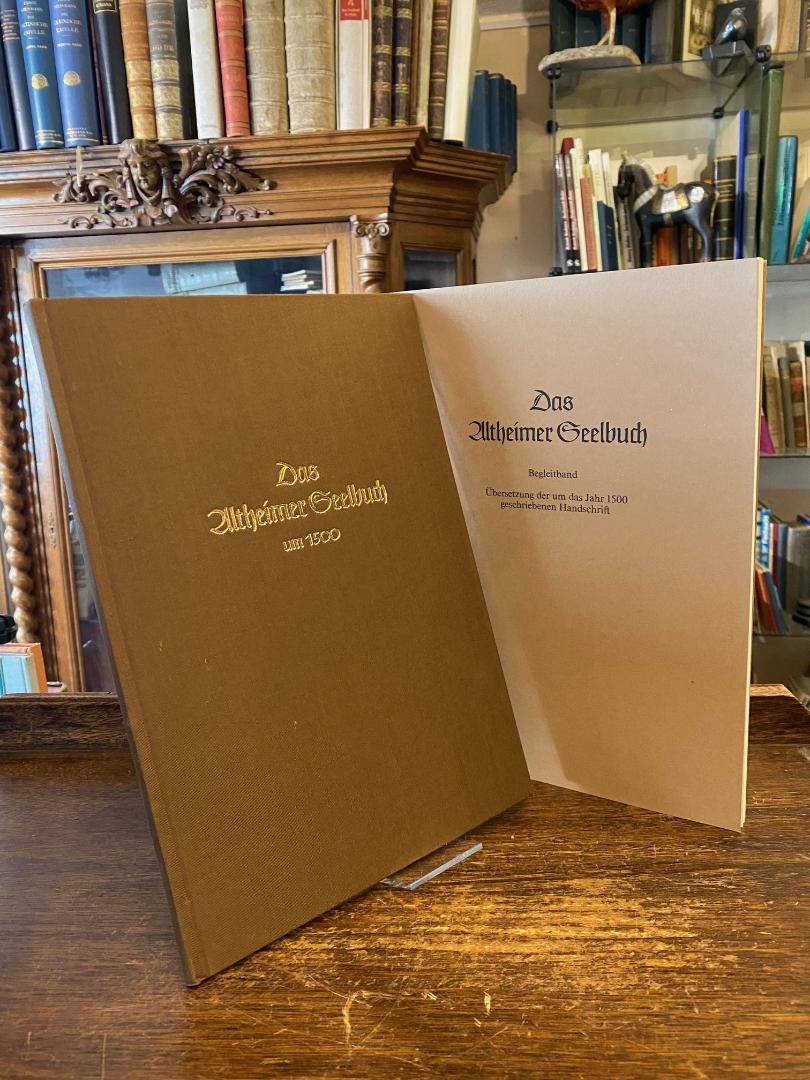 Das
Altheimer Seelbuch
um 1500
Das
Altheimer Seelbuch
Begleitband
Übersetzung der um das Jahr 1500
geschriebenen Handschrift